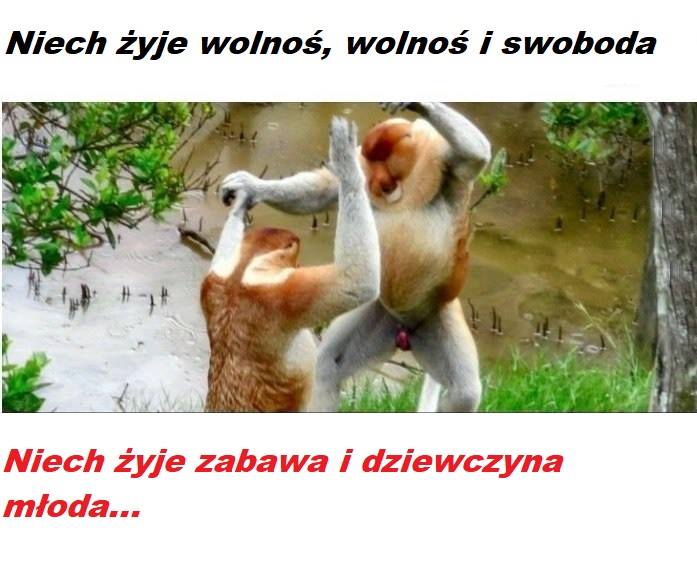 Niech żyje wolnoś, wolnoś i swoboda
Niech żyje zabawa i dziewczyna
młoda...